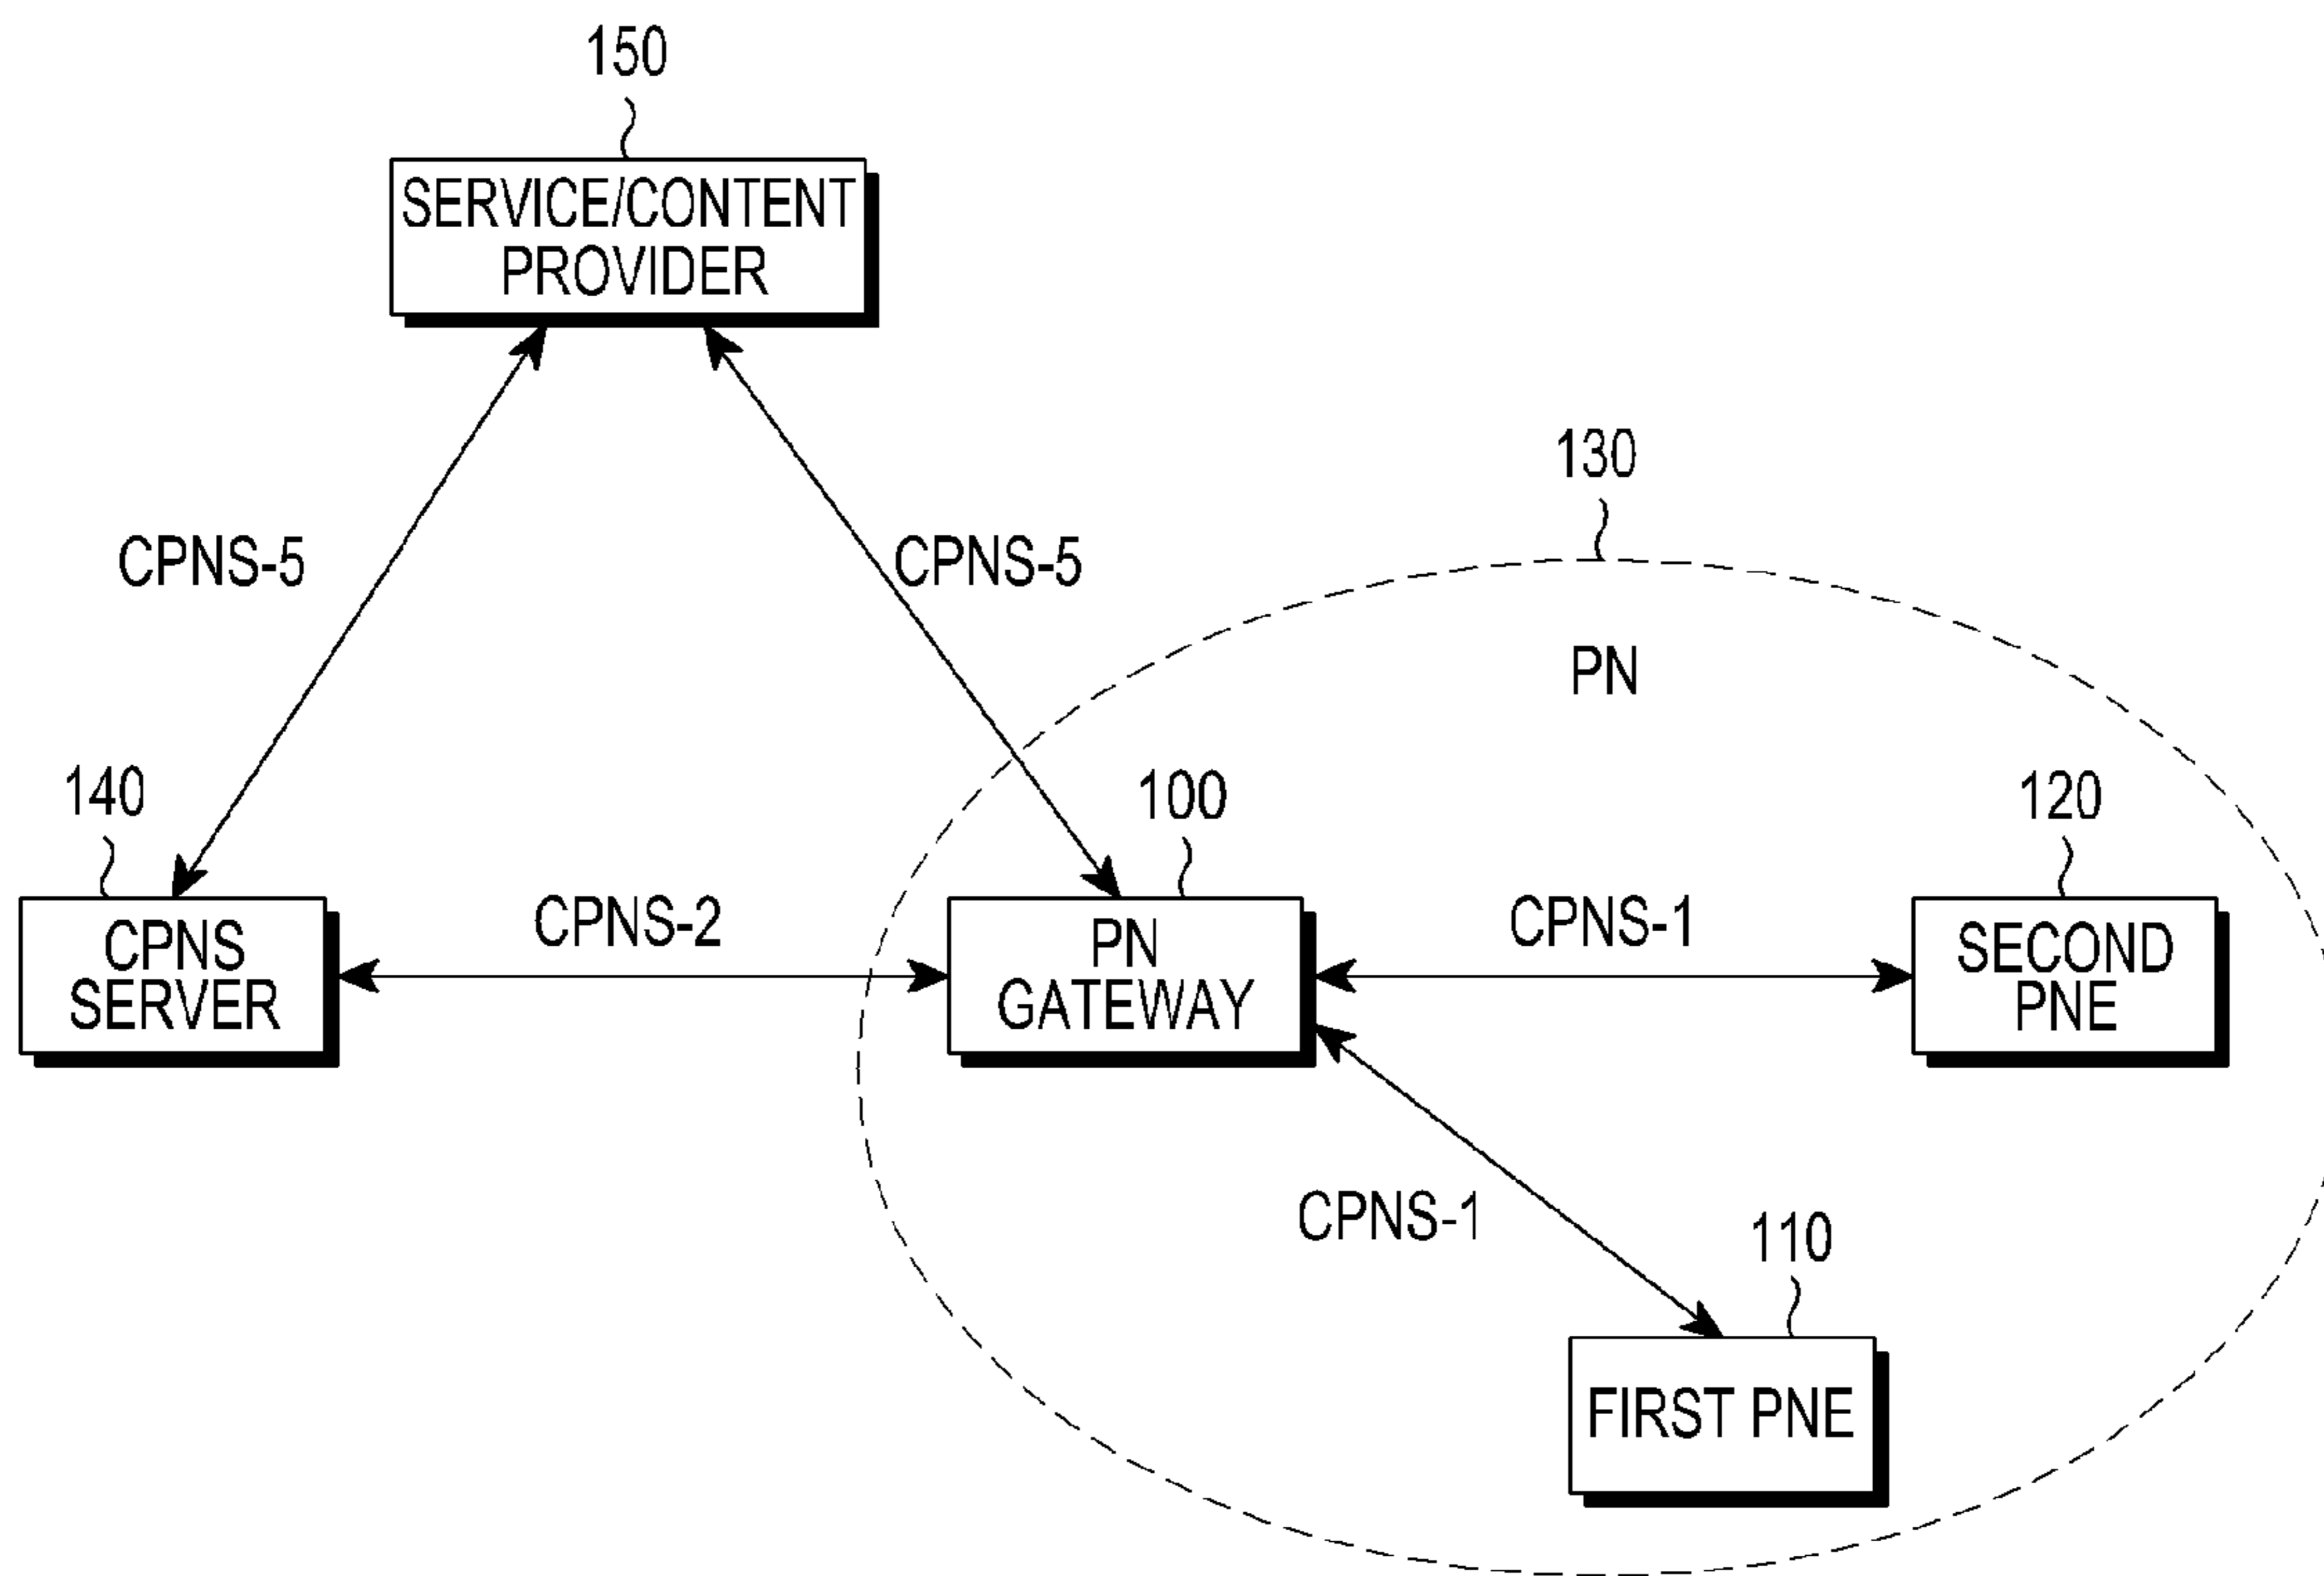 150
SERVICE/CONTENT
PROVIDER
130
CPNS-5
CPNS-5
PN
140
100
120
CPNS
SERVER
CPNS-2
PN
GATEWAY
CPNS-1
SECOND
PNE
CPNS-1
110
FIRST PNE